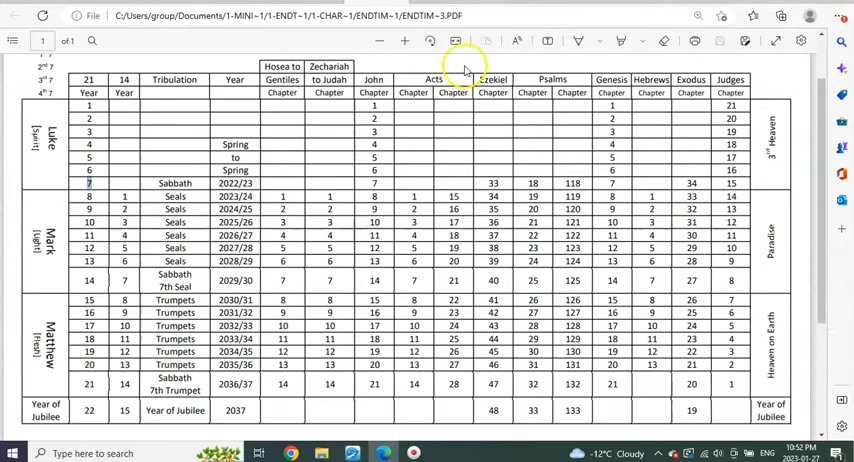 File | C:/Users/group/Documents/1-MINI~1/1-ENDT~1/1-CHAR~1/ENDTIM~1/ENDTIM~3.PDF
1 of 1
2nd 7 Hosea to Zechariah
3rd 7 21 14 Tribulation Year Gentiles to Judah John Acts Ezekiel Psalms Genesis Hebrews Exodus Judges
4th 7 Year Year Chapter Chapter Chapter Chapter Chapter Chapter Chapter Chapter Chapter Chapter Chapter Chapter
Luke [Spirit]
1 1 1 21
2 2 2 20
3 3 3 19
4 Spring 4 4 18
5 to 5 5 17
6 Spring 6 6 16
7 Sabbath 2022/23 7 33 18 118 7 34 15
3rd Heaven
Mark [Light]
8 1 Seals 2023/24 1 1 8 1 15 34 19 119 8 1 33 14
9 2 Seals 2024/25 2 2 9 2 16 35 20 120 9 2 32 13
10 3 Seals 2025/26 3 3 10 3 17 36 21 121 10 3 31 12
11 4 Seals 2026/27 4 4 11 4 18 37 22 122 11 4 30 11
12 5 Seals 2027/28 5 5 12 5 19 38 23 123 12 5 29 10
13 6 Seals 2028/29 6 6 13 6 20 39 24 124 13 6 28 9
14 7 Sabbath 7th Seal 2029/30 7 7 14 7 21 40 25 125 14 7 27 8
Paradise
Matthew [Flesh]
15 8 Trumpets 2030/31 8 8 15 8 22 41 26 126 15 8 26 7
16 9 Trumpets 2031/32 9 9 16 9 23 42 27 127 16 9 25 6
17 10 Trumpets 2032/33 10 10 17 10 24 43 28 128 17 10 24 5
18 11 Trumpets 2033/34 11 11 18 11 25 44 29 129 18 11 23 4
19 12 Trumpets 2034/35 12 12 19 12 26 45 30 130 19 12 22 3
20 13 Trumpets 2035/36 13 13 20 13 27 46 31 131 20 13 21 2
21 14 Sabbath 7th Trumpet 2036/37 14 14 21 14 28 47 32 132 21 20 1
Heaven on Earth
Year of Jubilee 22 15 Year of Jubilee 2037 48 33 133 19 Year of Jubilee
Type here to search
-12°C Cloudy
ENG
10:52 PM
2023-01-27